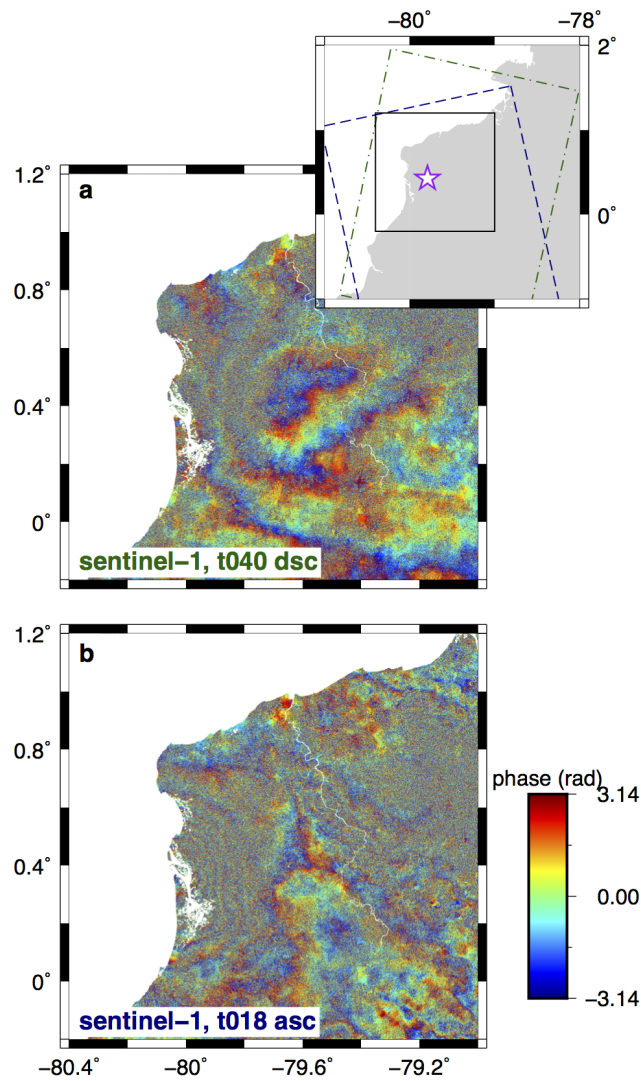 −80˚ −78˚
2˚
0˚
1.2˚
a
0.8˚
0.4˚
0˚
sentinel−1, t040 dsc
1.2˚
b
0.8˚
phase (rad)
3.14
0.4˚
0.00
0˚
−3.14
sentinel−1, t018 asc
−80.4˚ −80˚ −79.6˚ −79.2˚